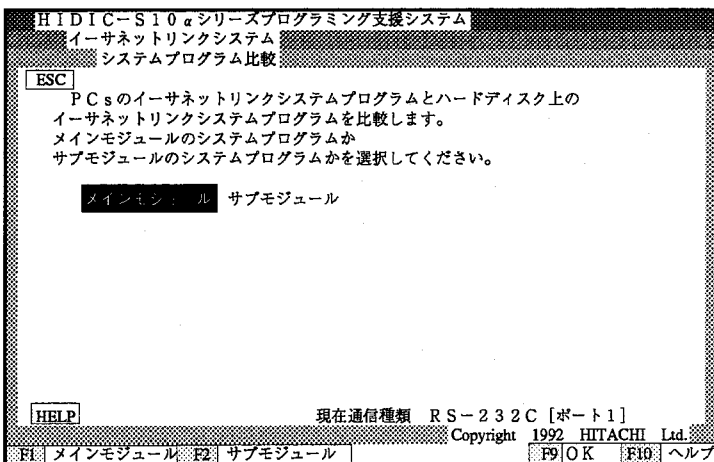 HIDIC-S10αシリーズプログラミング支援システム
イーサネットリンクシステム
システムプログラム比較
ESC
PCsのイーサネットリンクシステムプログラムとハードディスク上の
イーサネットリンクシステムプログラムを比較します。
メインモジュールのシステムプログラムか
サブモジュールのシステムプログラムかを選択してください。
メインモジュール サブモジュール
HELP 現在通信種類 RS-232C [ポート1]
Copyright 1992 HITACHI Ltd.
F1 メインモジュール F2 サブモジュール F9 OK F10 ヘルプ